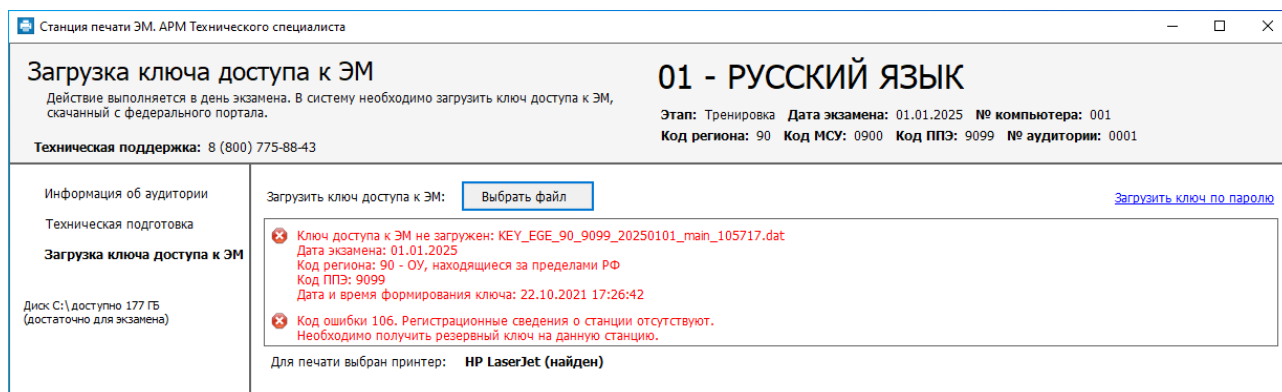 Станция печати ЭМ. АРМ Технического специалиста
Загрузка ключа доступа к ЭМ
Действие выполняется в день экзамена. В систему необходимо загрузить ключ доступа к ЭМ,
скачанный с федерального портала.
Техническая поддержка: 8 (800) 775-88-43
01 - РУССКИЙ ЯЗЫК
Этап: Тренировка Дата экзамена: 01.01.2025 № компьютера: 001
Код региона: 90 Код МСУ: 0900 Код ППЭ: 9099 № аудитории: 0001
Информация об аудитории
Техническая подготовка
Загрузка ключа доступа к ЭМ
Диск C:\ доступно 177 ГБ
(достаточно для экзамена)
Загрузить ключ доступа к ЭМ: Выбрать файл Загрузить ключ по паролю
Ключ доступа к ЭМ не загружен: KEY_EGE_90_9099_20250101_main_105717.dat
Дата экзамена: 01.01.2025
Код региона: 90 - ОУ, находящиеся за пределами РФ
Код ППЭ: 9099
Дата и время формирования ключа: 22.10.2021 17:26:42
Код ошибки 106. Регистрационные сведения о станции отсутствуют.
Необходимо получить резервный ключ на данную станцию.
Для печати выбран принтер: HP LaserJet (найден)